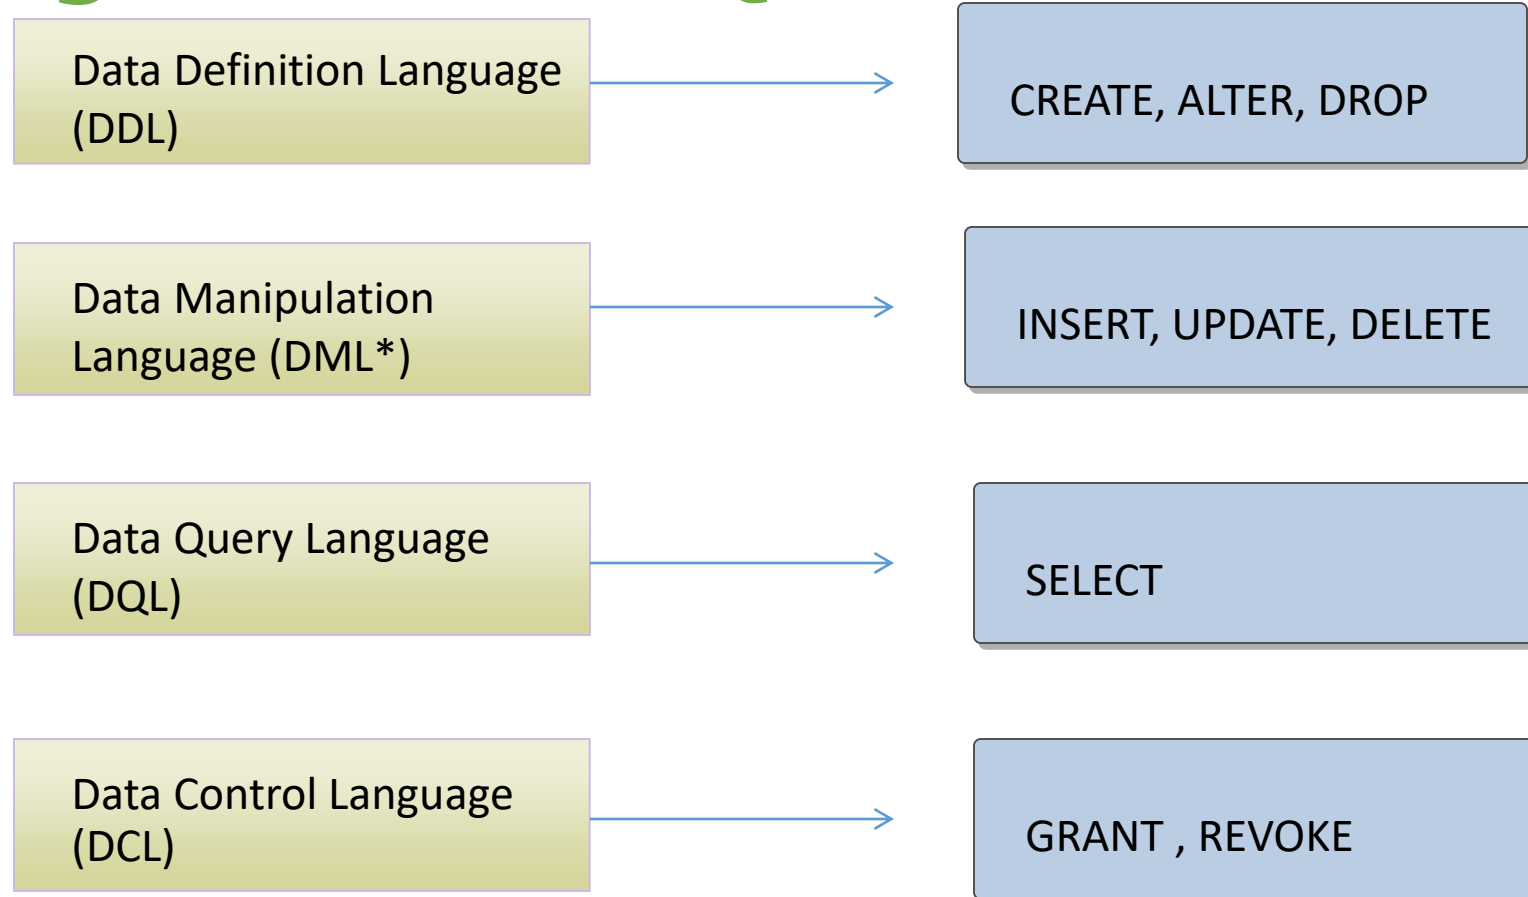 Data Definition Language
(DDL)
CREATE, ALTER, DROP
Data Manipulation
Language (DML*)
INSERT, UPDATE, DELETE
Data Query Language
(DQL)
SELECT
Data Control Language
(DCL)
GRANT , REVOKE